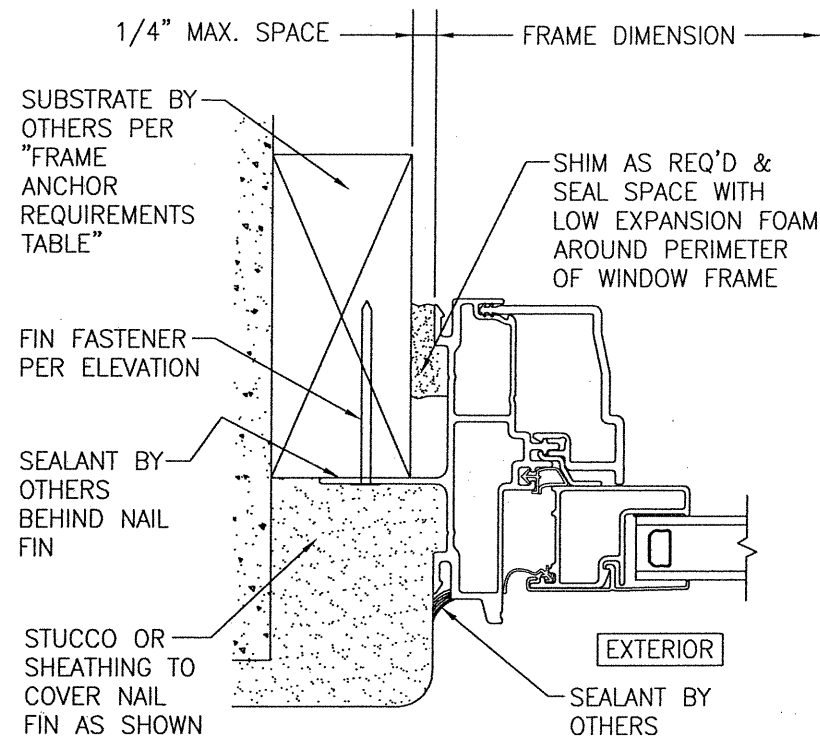 1/4" MAX. SPACE
FRAME DIMENSION
SUBSTRATE BY
OTHERS PER
"FRAME
ANCHOR
REQUIREMENTS
TABLE"
SHIM AS REQ'D &
SEAL SPACE WITH
LOW EXPANSION FOAM
AROUND PERIMETER
OF WINDOW FRAME
FIN FASTENER
PER ELEVATION
SEALANT BY
OTHERS
BEHIND NAIL
FIN
STUCCO OR
SHEATHING TO
COVER NAIL
FIN AS SHOWN
EXTERIOR
SEALANT BY
OTHERS